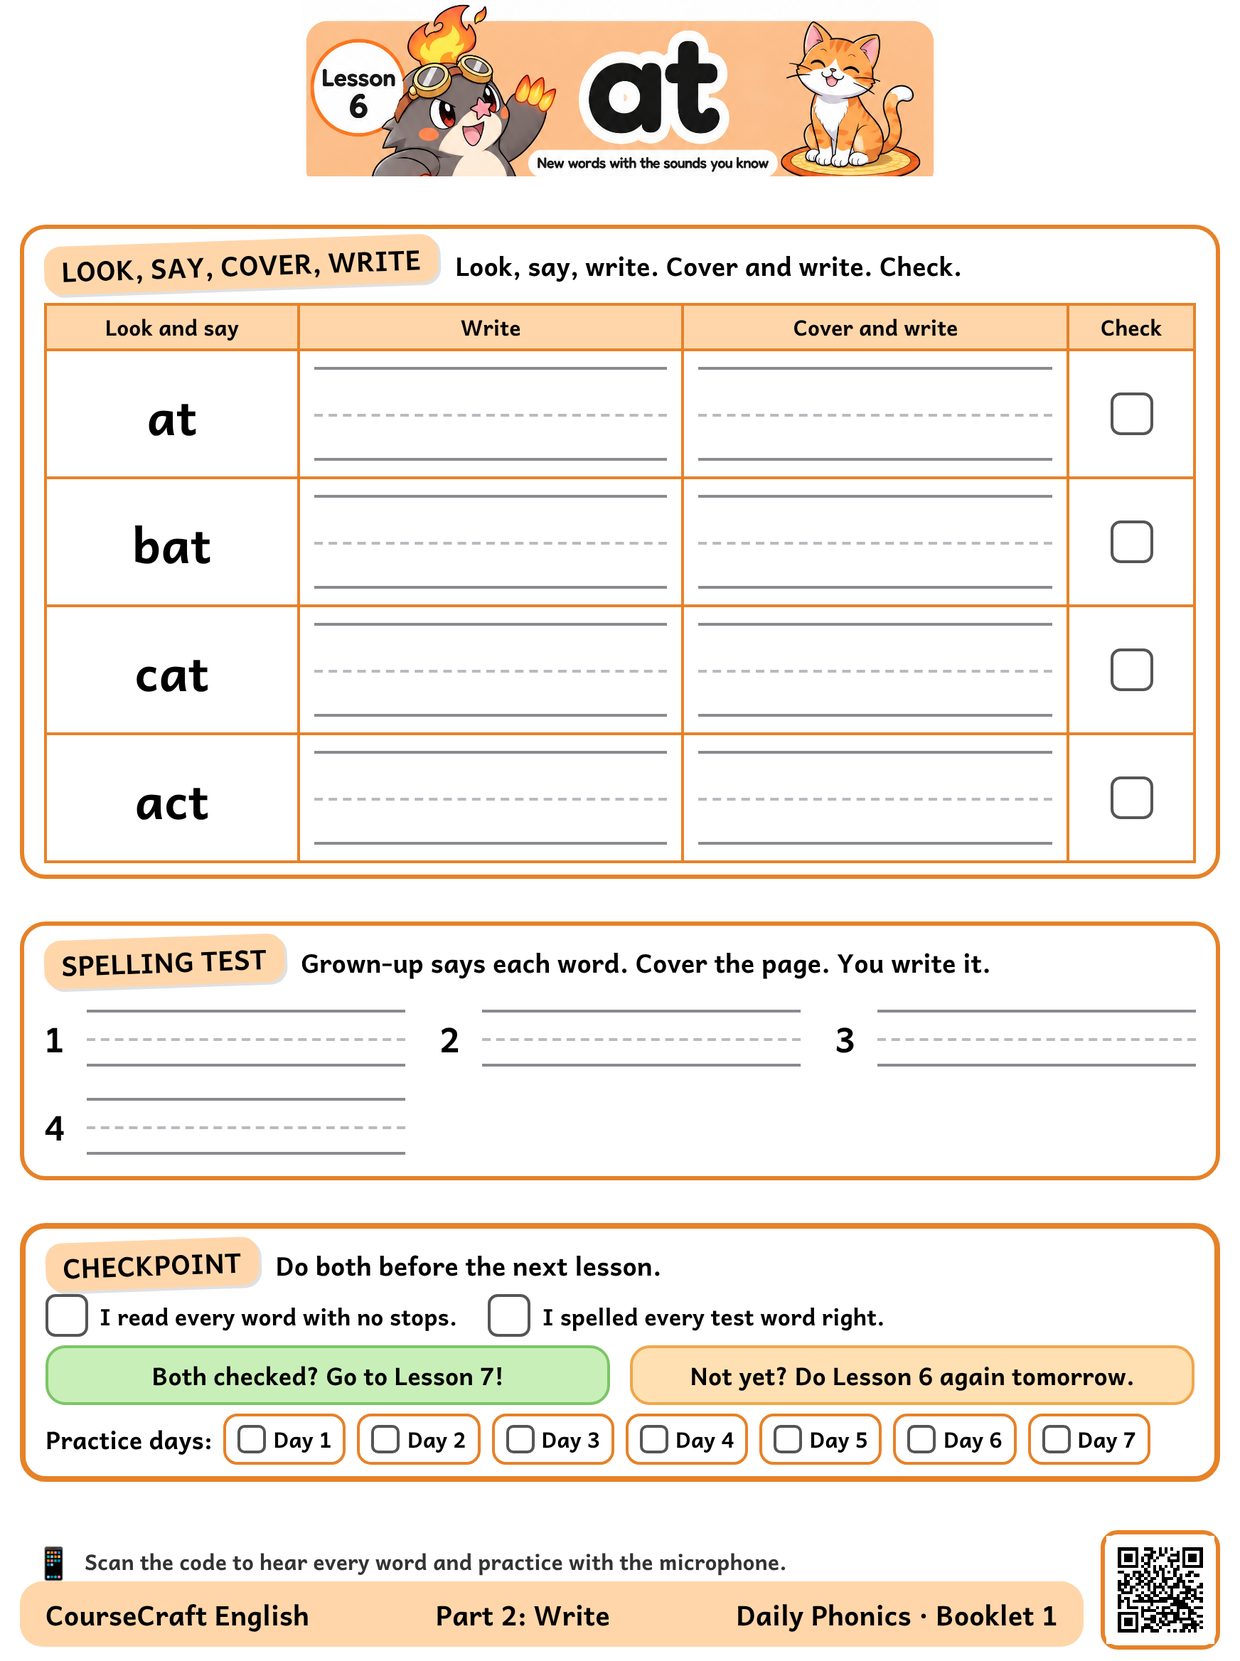 Lesson
6
at
New words with the sounds you know
LOOK, SAY, COVER, WRITE Look, say, write. Cover and write. Check.
Look and say Write Cover and write Check
at
bat
cat
act
SPELLING TEST Grown-up says each word. Cover the page. You write it.
1 2 3
4
CHECKPOINT Do both before the next lesson.
I read every word with no stops. I spelled every test word right.
Both checked? Go to Lesson 7! Not yet? Do Lesson 6 again tomorrow.
Practice days: Day 1 Day 2 Day 3 Day 4 Day 5 Day 6 Day 7
Scan the code to hear every word and practice with the microphone.
CourseCraft English Part 2: Write Daily Phonics · Booklet 1